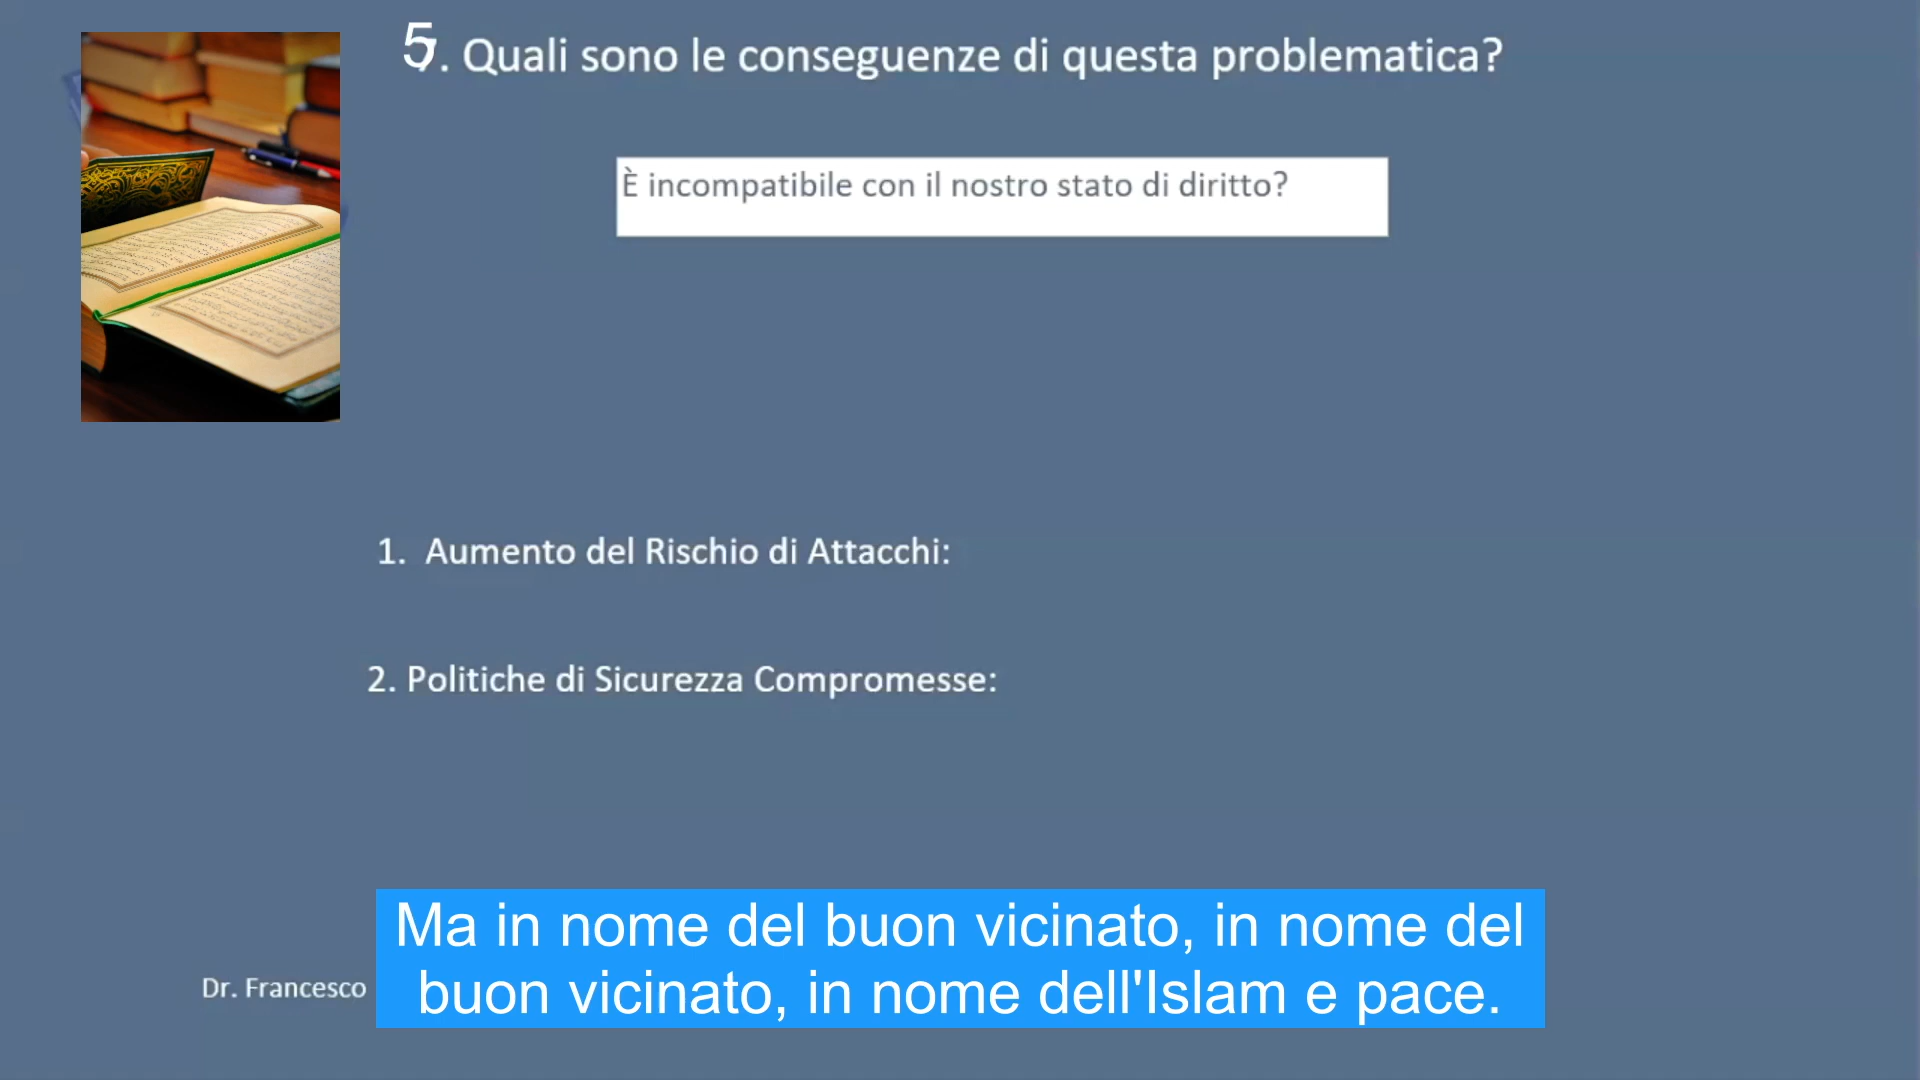 5. Quali sono le conseguenze di questa problematica?
È incompatibile con il nostro stato di diritto?
1. Aumento del Rischio di Attacchi:
2. Politiche di Sicurezza Compromesse:
Ma in nome del buon vicinato, in nome del
buon vicinato, in nome dell'Islam e pace.
Dr. Francesco